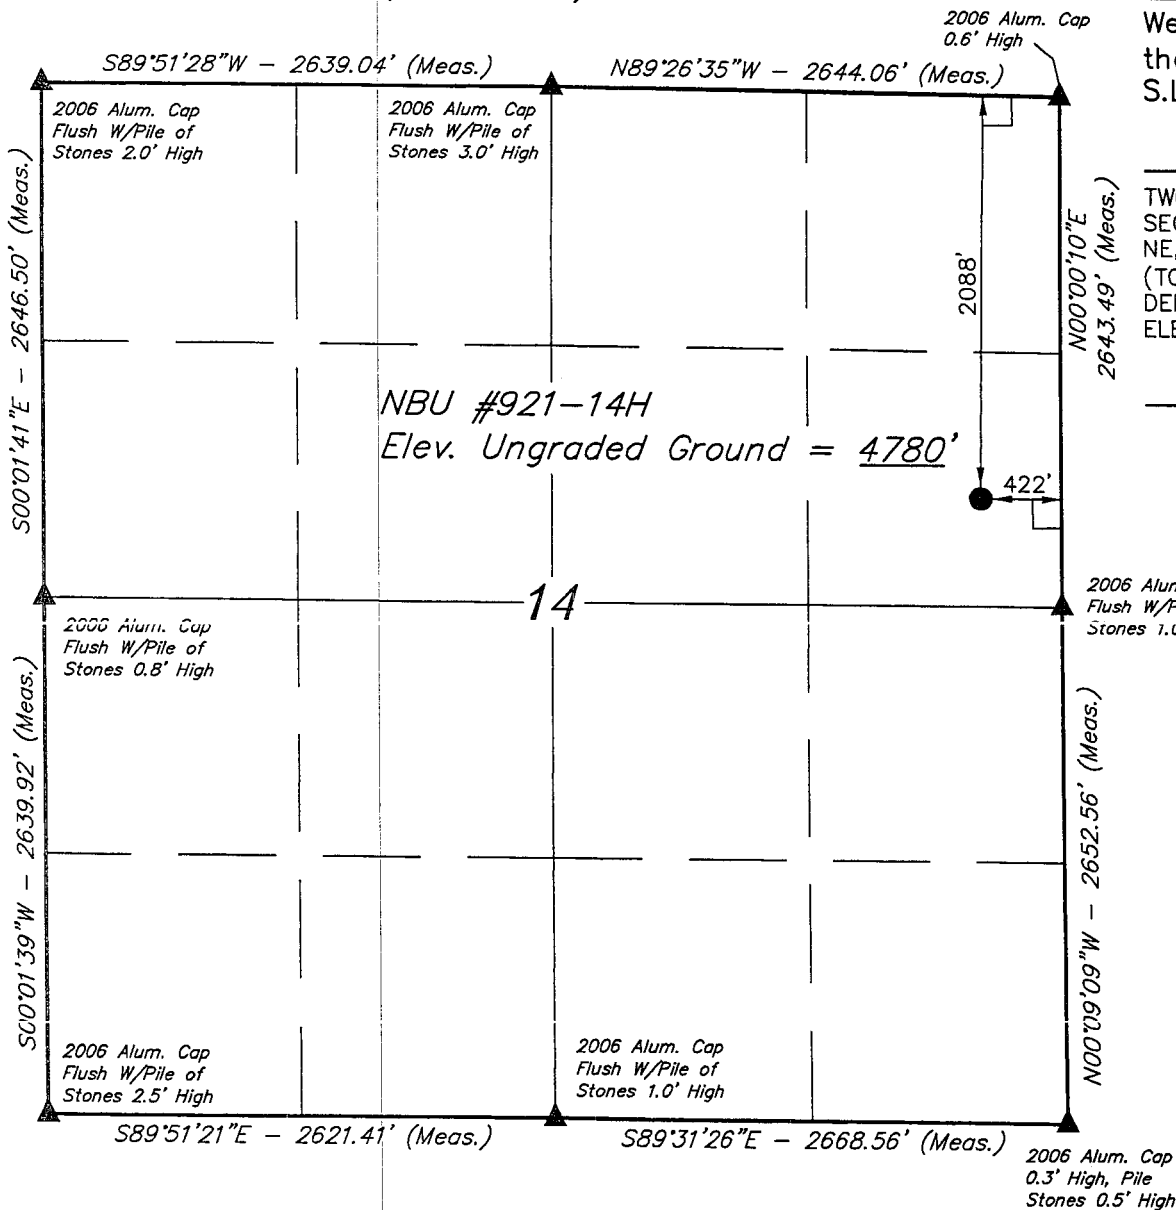 2006 Alum. Cap
0.6' High
S89°51'28"W - 2639.04' (Meas.)
N89°26'35"W - 2644.06' (Meas.)
We
S.L
2006 Alum. Cap
Flush W/Pile of
Stones 2.0' High
2006 Alum. Cap
Flush W/Pile of
Stones 3.0' High
S00°01'41"E - 2646.50' (Meas.)
2088'
N00°00'10"E
2643.49' (Meas.)
NE,
NBU #921-14H
Elev. Ungraded Ground = 4780'
422'
14
2006 Alum. Cap
Flush W/Pile of
Stones 0.8' High
2006
Flush
Stones
S00°01'39"W - 2639.92' (Meas.)
N00°09'09"W - 2652.56' (Meas.)
2006 Alum. Cap
Flush W/Pile of
Stones 2.5' High
2006 Alum. Cap
Flush W/Pile of
Stones 1.0' High
S89°51'21"E - 2621.41' (Meas.)
S89°31'26"E - 2668.56' (Meas.)
2006 Alum. Cap
0.3' High, Pile
Stones 0.5' High